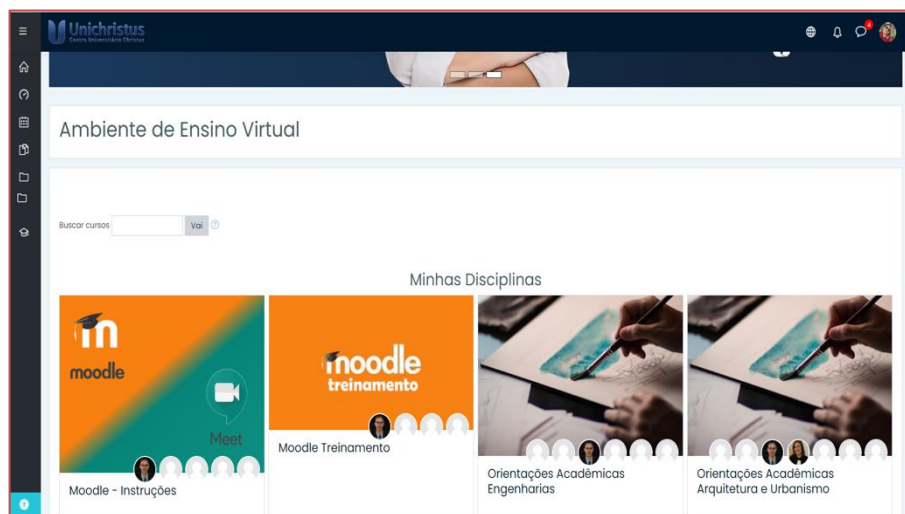 Unichristus
Centro Universitário Christus
4
Ambiente de Ensino Virtual
Buscar cursos
Vai
Minhas Disciplinas
moodle
Meet
Moodle - Instruções
moodle
treinamento
Moodle Treinamento
Orientações Acadêmicas
Engenharias
Orientações Acadêmicas
Arquitetura e Urbanismo